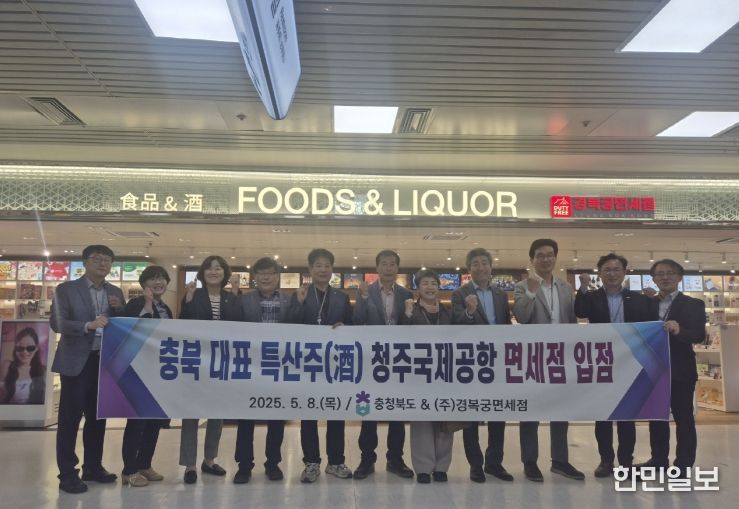 食品 & 酒
FOODS & LIQUOR
DUTY FREE
경복궁면세점
충북 대표 특산주(酒) 청주국제공항 면세점 입점
2025. 5. 8.(목) / 충청북도 & (주)경복궁면세점
한민일보